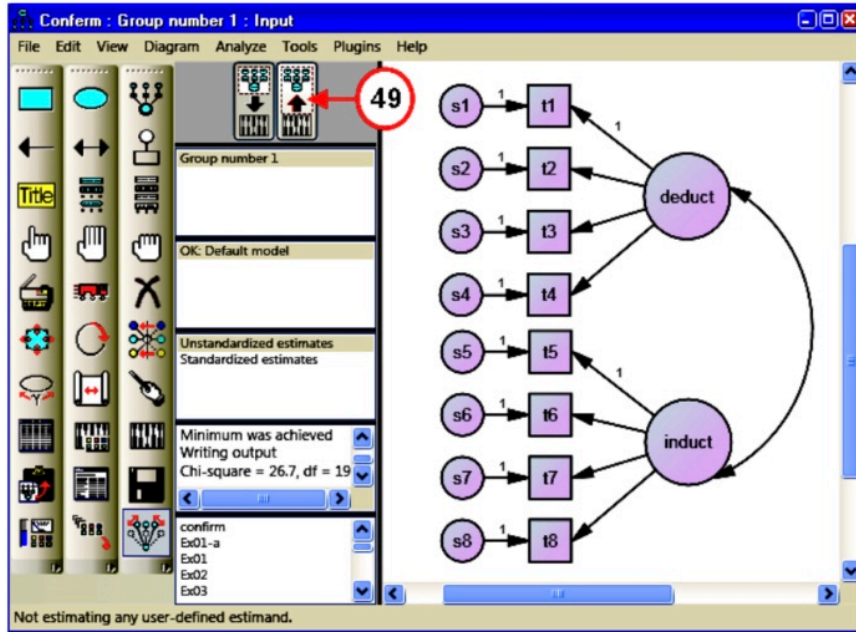 Conferm : Group number 1 : Input
File Edit View Diagram Analyze Tools Plugins Help
49
Title
Group number 1
OK: Default model
Unstandardized estimates
Standardized estimates
Minimum was achieved
Writing output
Chi-square = 26.7, df = 19
confirm
Ex01-a
Ex01
Ex02
Ex03
s1 1 t1
1
s2 1 t2
deduct
s3 1 t3
s4 1 t4
s5 1 t5
1
s6 1 t6
induct
s7 1 t7
s8 1 t8
Not estimating any user-defined estimand.